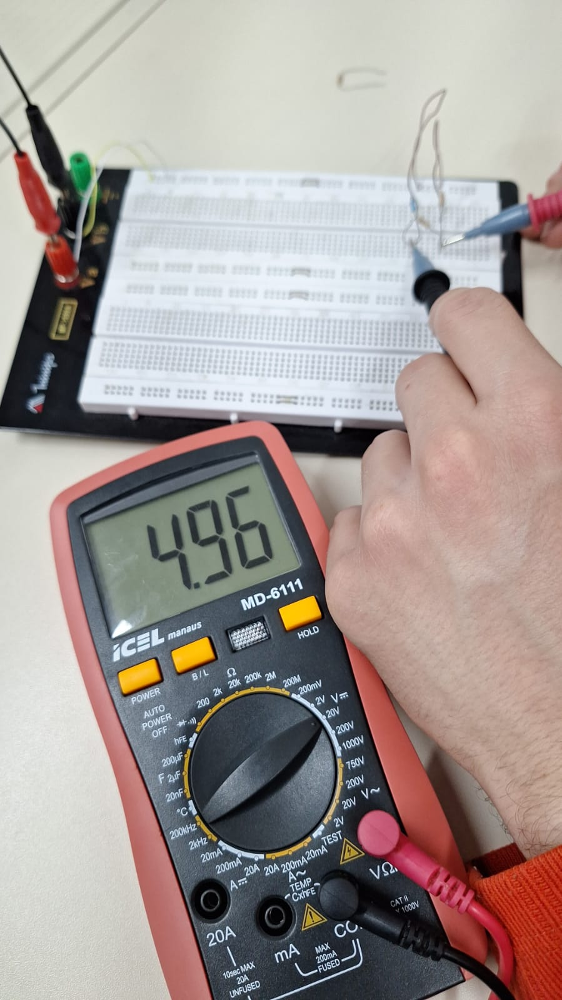 4.96
MD-6111
ICEL manaus
HOLD
B / L
POWER
AUTO
POWER
OFF
Ω
200
2k
20k
200k
2M
200M
200mV
2V
V
20V
200V
1000V
750V
200V
V~
20V
2V
TEST
hFE
200µF
F
2µF
20nF
°C
200kHz
2kHz
20mA
200mA
20A
A
20A
200mA
20mA
A~
TEMP
CxhFE
VΩ
CAT II
1000V
20A
mA
10sec MAX
20A
UNFUSED
MAX
200mA
FUSED